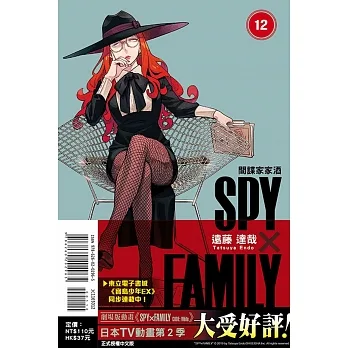 12
間諜家家酒
SPY
×
遠藤 達哉
Tatsuya Endo
FAMILY
▶東立電子書城
《寶島少年EX》
同步連載中！
定價：
NT$110元
HK$37元
劇場版動畫《SPY×FAMILY CODE: White》
日本TV動畫第2季
大受好評！
正式授權中文版